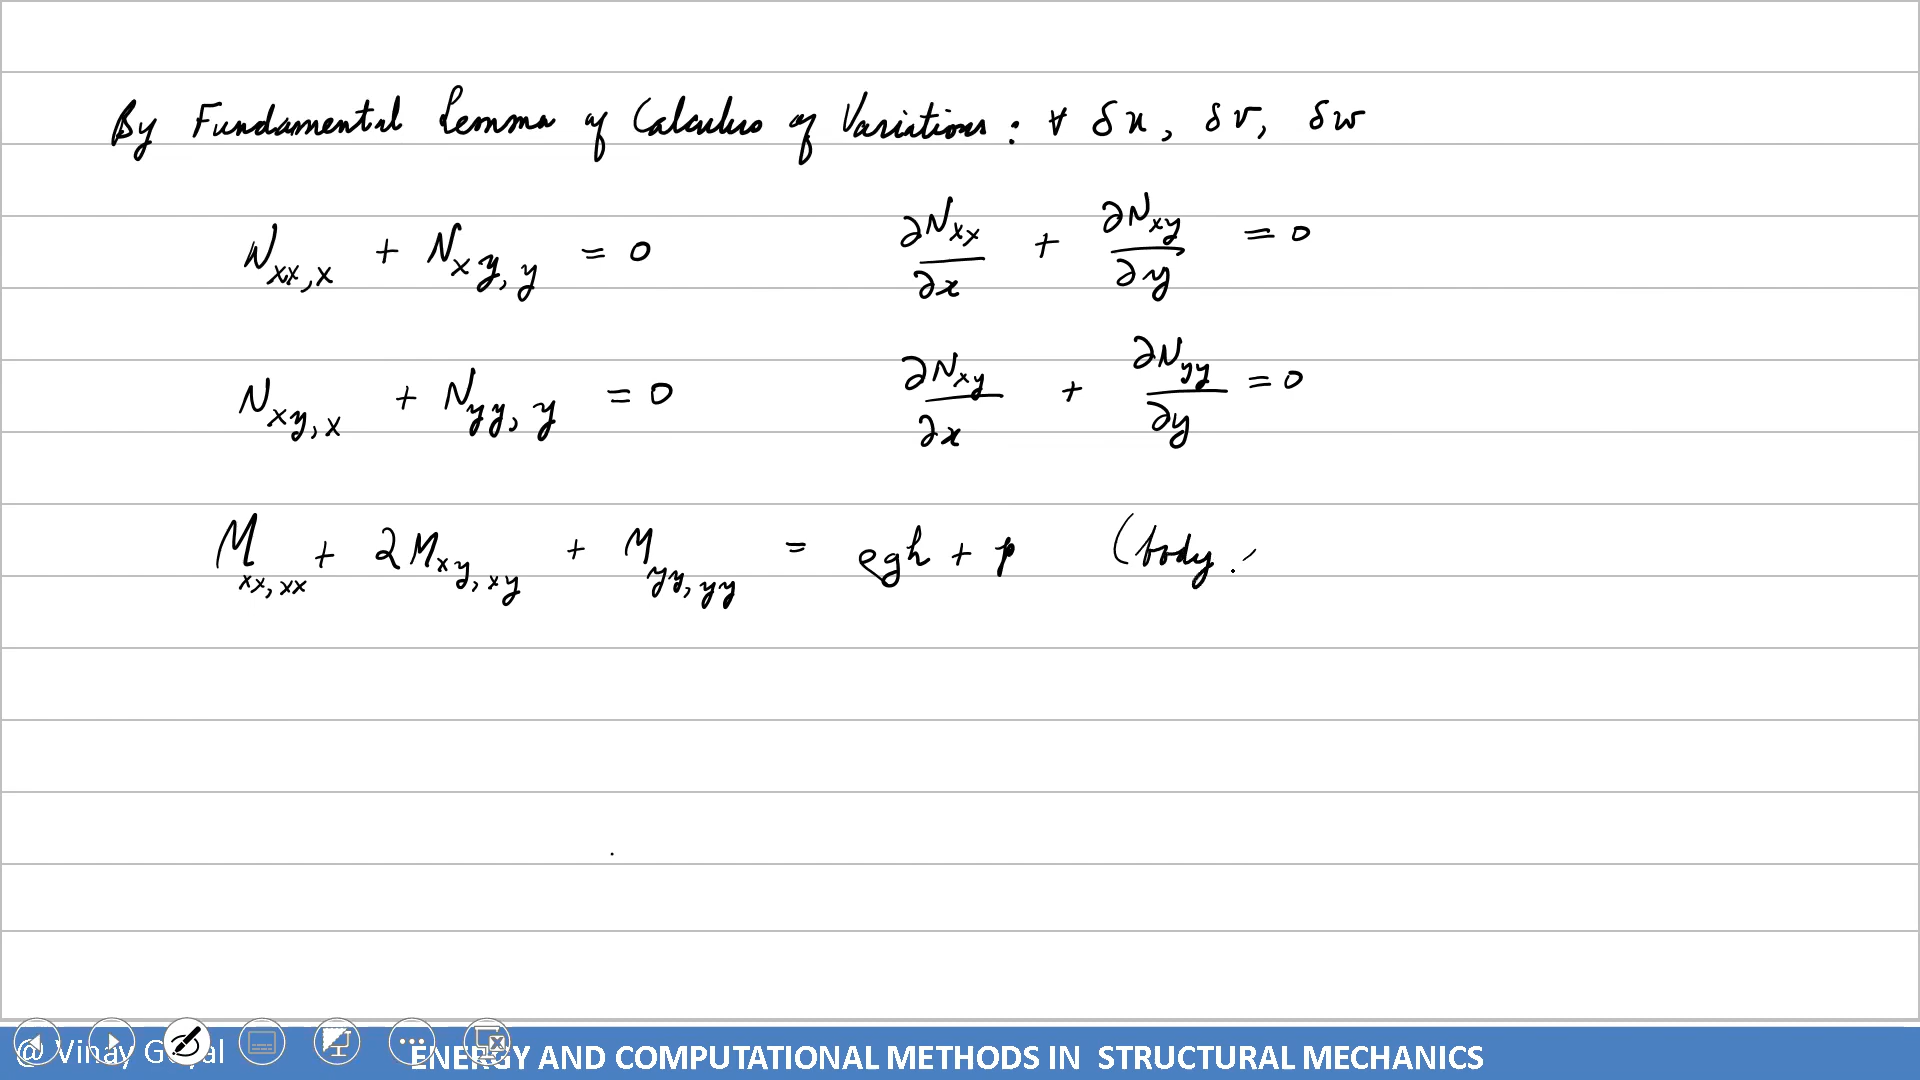 By Fundamental Lemma of Calculus of Variations : ∀ δu, δv, δw
N_{xx,x} + N_{xy,y} = 0    ∂N_{xx}/∂x + ∂N_{xy}/∂y = 0
N_{xy,x} + N_{yy,y} = 0    ∂N_{xy}/∂x + ∂N_{yy}/∂y = 0
M_{xx,xx} + 2M_{xy,xy} + M_{yy,yy} = ρgh + p (body
@ Vinay
ENERGY AND COMPUTATIONAL METHODS IN STRUCTURAL MECHANICS